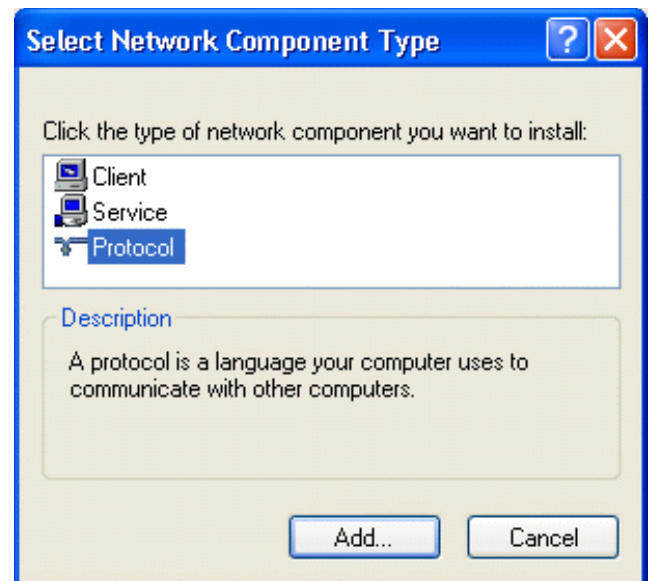 Select Network Component Type
Click the type of network component you want to install:
Client
Service
Protocol
Description
A protocol is a language your computer uses to
communicate with other computers.
Add...
Cancel